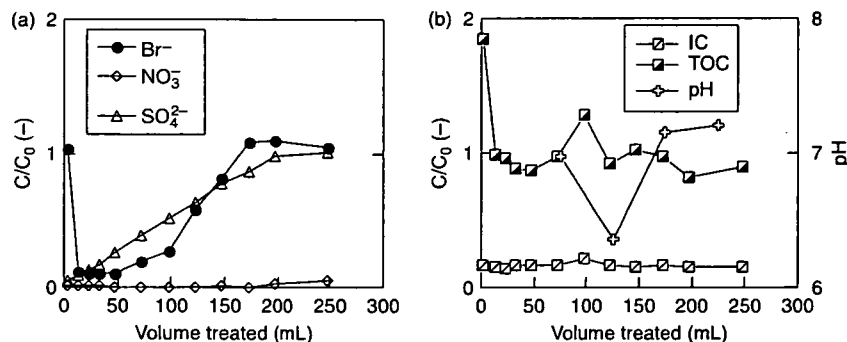 (a)
2
1
0
C/C₀ (–)
Br⁻
NO₃⁻
SO₄²⁻
0 50 100 150 200 250 300
Volume treated (mL)
(b)
2
1
0
C/C₀ (–)
IC
TOC
pH
8
7
6
pH
0 50 100 150 200 250 300
Volume treated (mL)